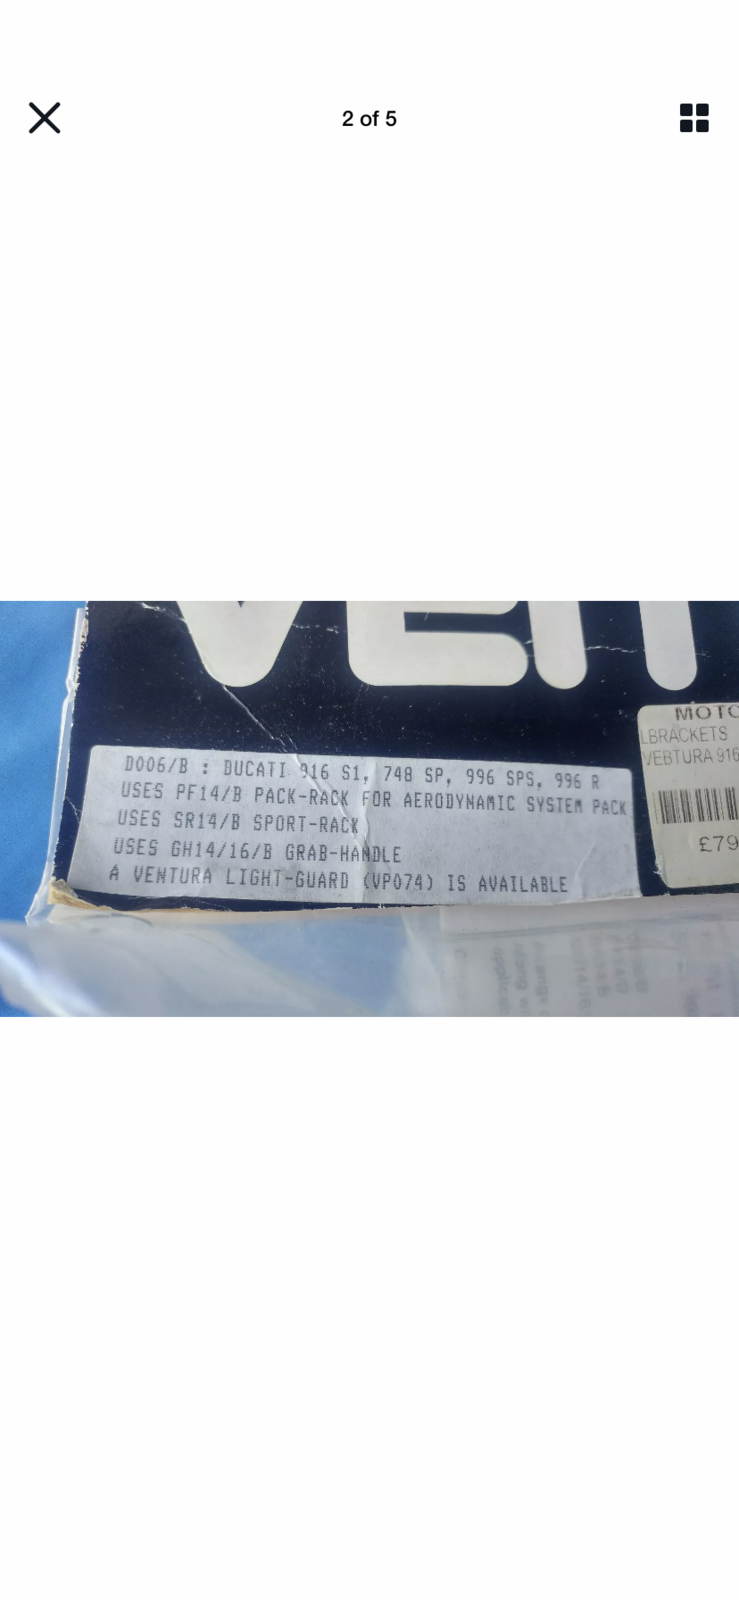 2 of 5
VEN
D006/B : DUCATI 916 S1, 748 SP, 996 SPS, 996 R
USES PF14/B PACK-RACK FOR AERODYNAMIC SYSTEM PACK
USES SR14/B SPORT-RACK
USES GH14/16/B GRAB-HANDLE
A VENTURA LIGHT-GUARD (VP074) IS AVAILABLE
MOTO
LBRACKETS
VEBTURA 916
£79